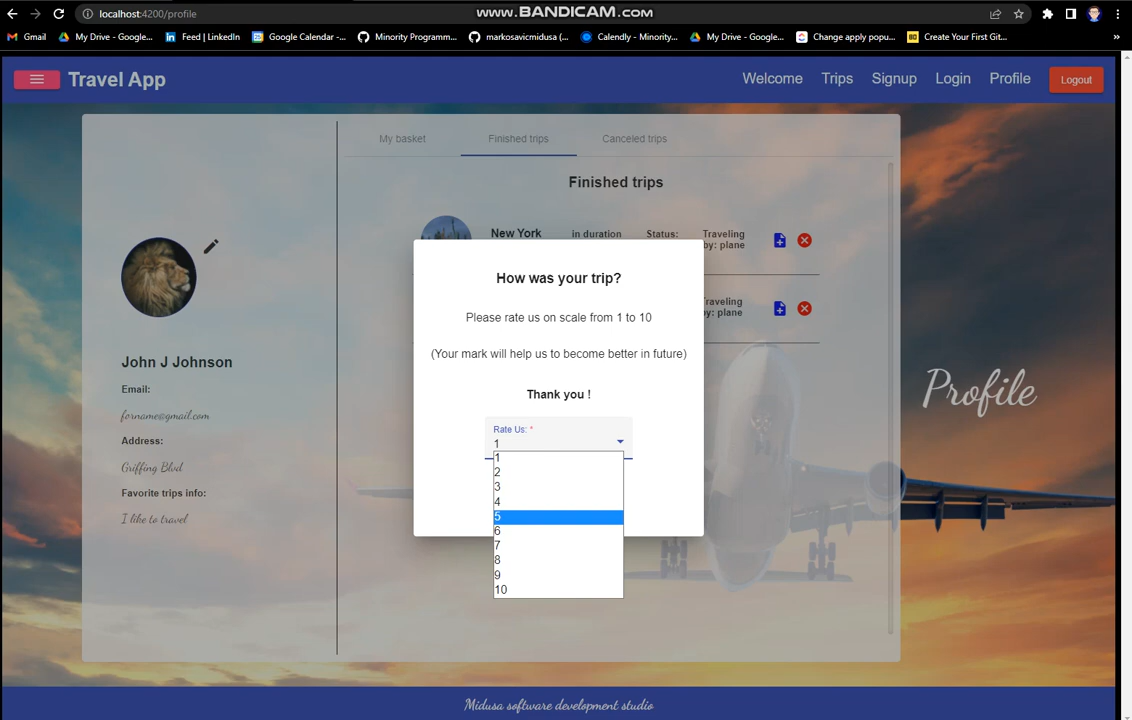 www.BANDICAM.com
localhost:4200/profile
Gmail
My Drive - Google...
Feed | LinkedIn
Google Calendar -...
Minority Programm...
markosavicmidusa (...
Calendly - Minority...
My Drive - Google...
Change apply popu...
Create Your First Git...
»
Travel App
Welcome Trips Signup Login Profile Logout
My basket Finished trips Canceled trips
Finished trips
New York in duration Status: Traveling
by: plane
Traveling
by: plane
How was your trip?
Please rate us on scale from 1 to 10
(Your mark will help us to become better in future)
Thank you !
Rate Us: *
1
1
2
3
4
5
6
7
8
9
10
John J Johnson
Email:
forname@gmail.com
Address:
Griffing Blvd
Favorite trips info:
I like to travel
Profile
Midusa software development studio